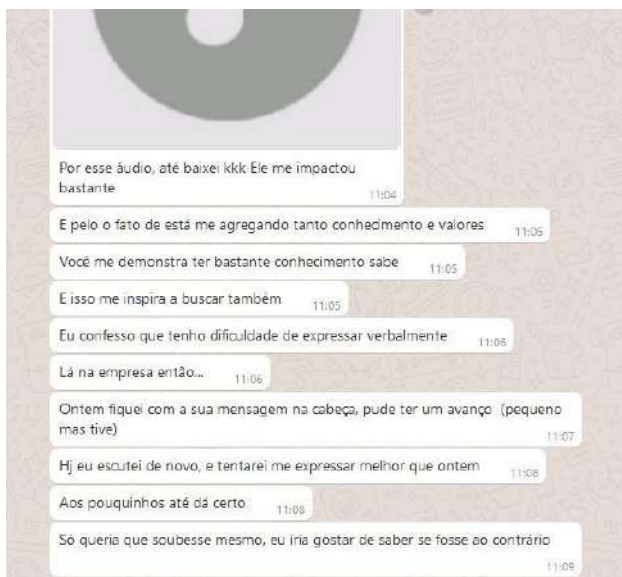 Por esse áudio, até baixei kkk Ele me impactou
bastante
11:04
E pelo o fato de está me agregando tanto conhecimento e valores
11:05
Você me demonstra ter bastante conhecimento sabe
11:05
E isso me inspira a buscar também
11:05
Eu confesso que tenho dificuldade de expressar verbalmente
11:06
Lá na empresa então...
11:06
Ontem fiquei com a sua mensagem na cabeça, pude ter um avanço (pequeno
mas tive)
11:07
Hj eu escutei de novo, e tentarei me expressar melhor que ontem
11:08
Aos pouquinhos até dá certo
11:08
Só queria que soubesse mesmo, eu iria gostar de saber se fosse ao contrário
11:09